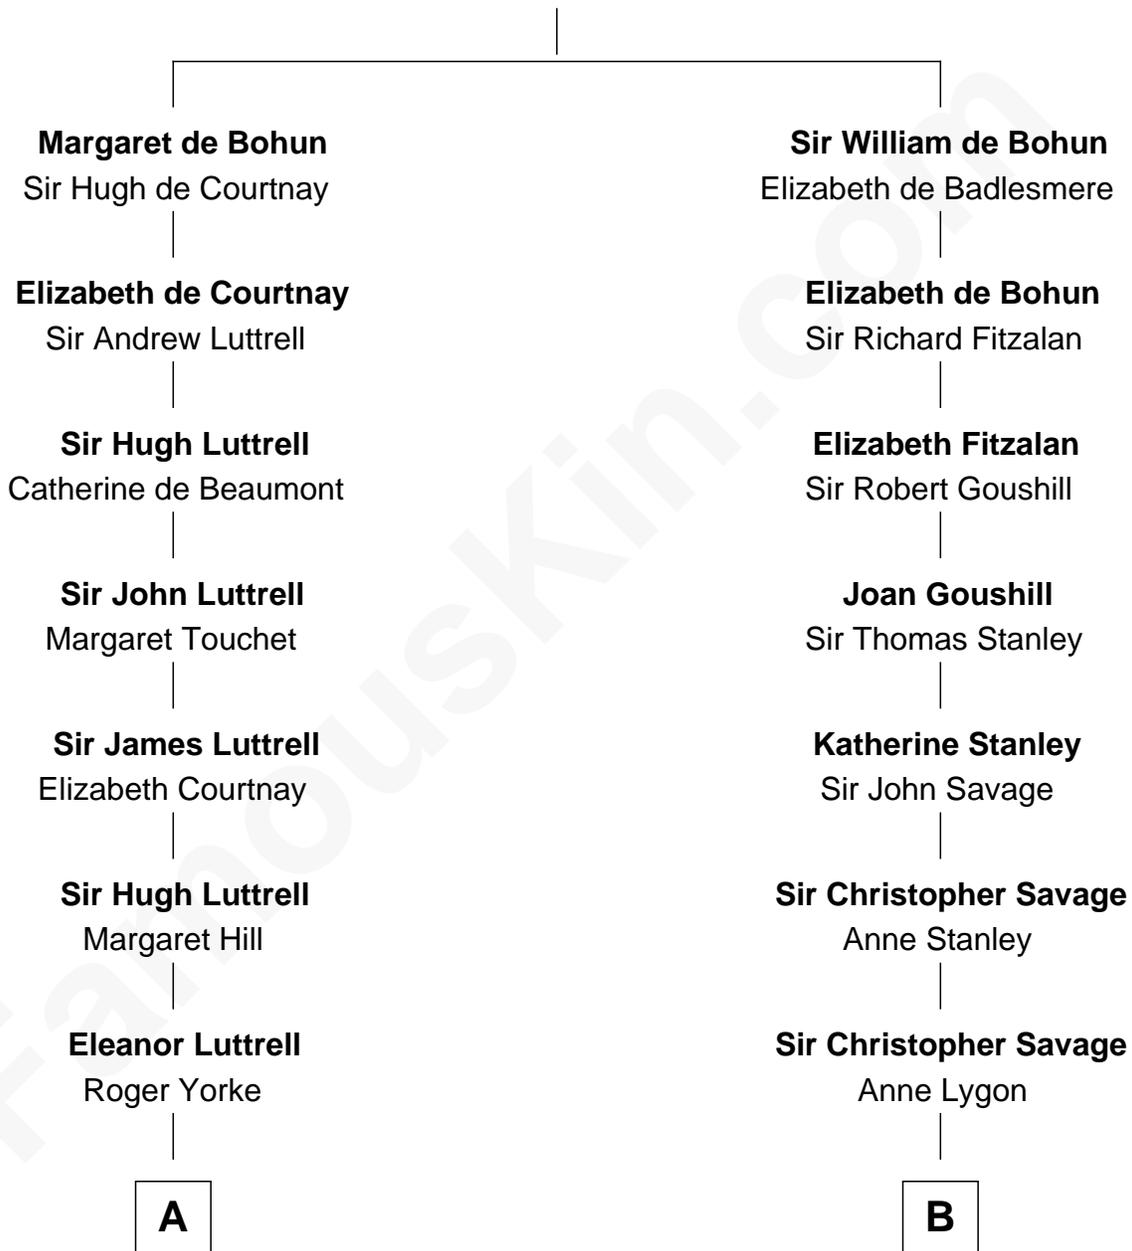 Margaret de Bohun
Sir Hugh de Courtnay
Elizabeth de Courtnay
Sir Andrew Luttrell
Sir Hugh Luttrell
Catherine de Beaumont
Sir John Luttrell
Margaret Touchet
Sir James Luttrell
Elizabeth Courtnay
Sir Hugh Luttrell
Margaret Hill
Eleanor Luttrell
Roger Yorke
A
Sir William de Bohun
Elizabeth de Badlesmere
Elizabeth de Bohun
Sir Richard Fitzalan
Elizabeth Fitzalan
Sir Robert Goushill
Joan Goushill
Sir Thomas Stanley
Katherine Stanley
Sir John Savage
Sir Christopher Savage
Anne Stanley
Sir Christopher Savage
Anne Lygon
B
FamousKin.com